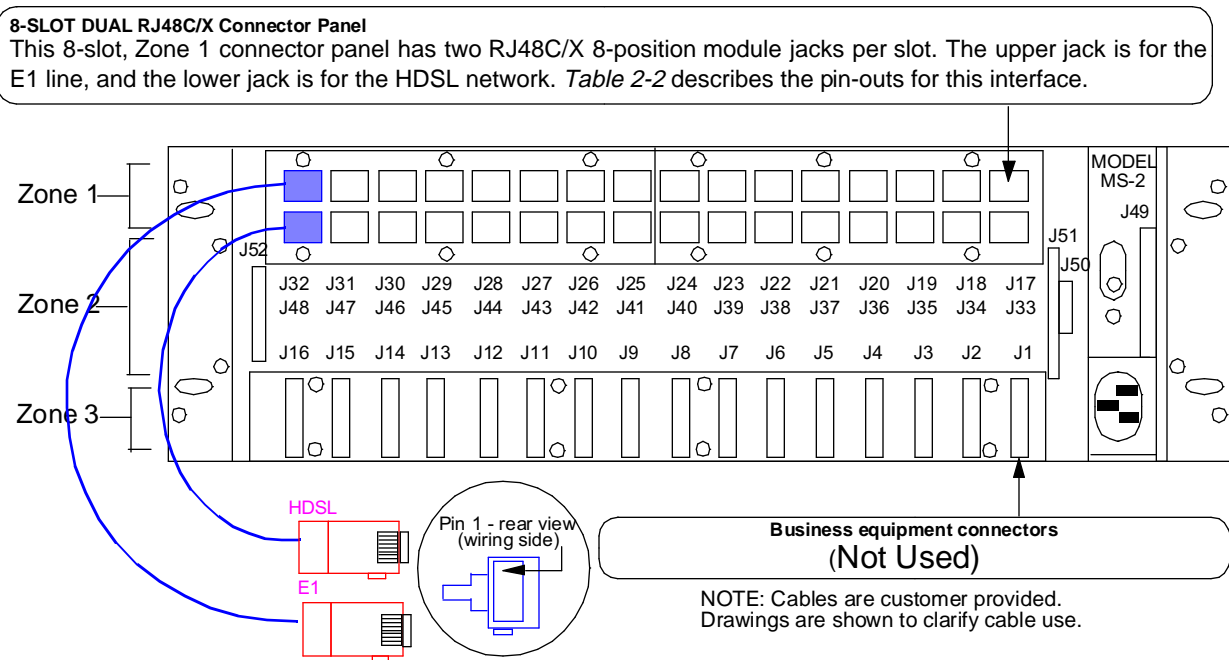 8-SLOT DUAL RJ48C/X Connector Panel
This 8-slot, Zone 1 connector panel has two RJ48C/X 8-position module jacks per slot. The upper jack is for the
E1 line, and the lower jack is for the HDSL network. Table 2-2 describes the pin-outs for this interface.
Zone 1
MODEL
MS-2
J49
J52
J51
J50
Zone 2
J32 J31 J30 J29 J28 J27 J26 J25 J24 J23 J22 J21 J20 J19 J18 J17
J48 J47 J46 J45 J44 J43 J42 J41 J40 J39 J38 J37 J36 J35 J34 J33
J16 J15 J14 J13 J12 J11 J10 J9 J8 J7 J6 J5 J4 J3 J2 J1
Zone 3
HDSL
E1
Pin 1 - rear view
(wiring side)
Business equipment connectors
(Not Used)
NOTE: Cables are customer provided.
Drawings are shown to clarify cable use.